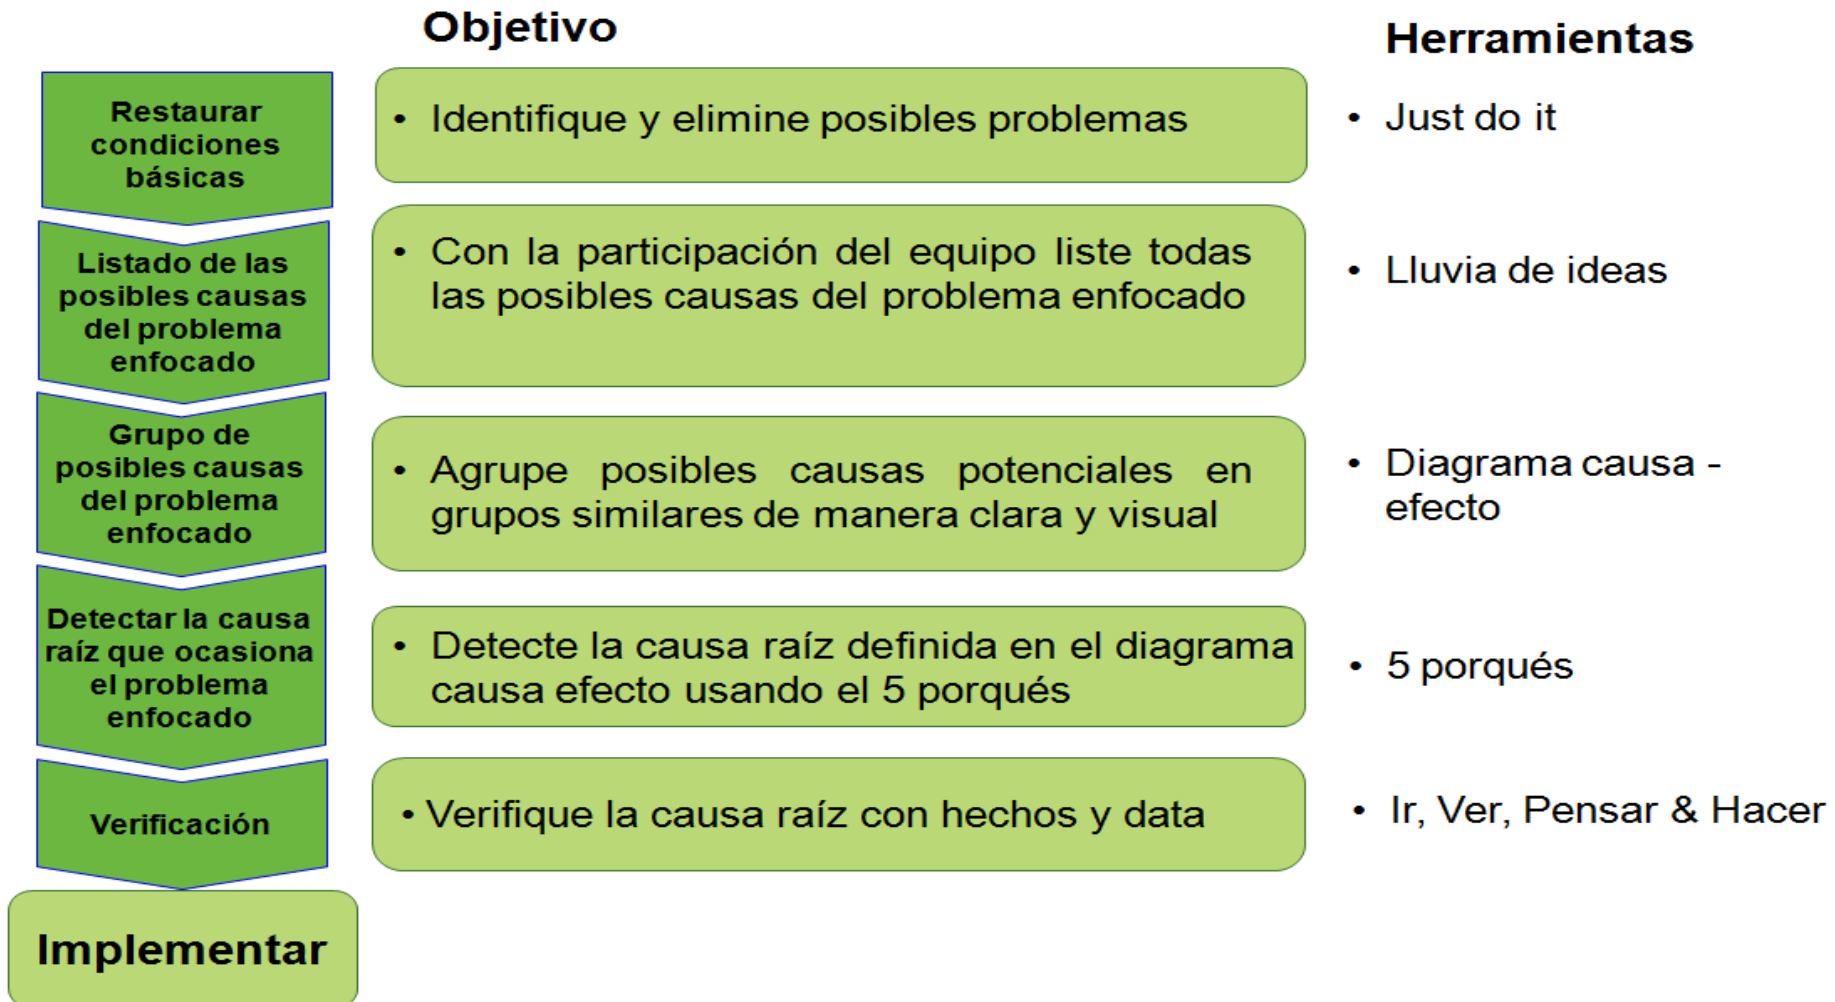 Objetivo
Herramientas
Restaurar
condiciones
básicas
• Identifique y elimine posibles problemas
• Just do it
Listado de las
posibles causas
del problema
enfocado
• Con la participación del equipo liste todas
las posibles causas del problema enfocado
• Lluvia de ideas
Grupo de
posibles causas
del problema
enfocado
• Agrupe posibles causas potenciales en
grupos similares de manera clara y visual
• Diagrama causa -
efecto
Detectar la causa
raíz que ocasiona
el problema
enfocado
• Detecte la causa raíz definida en el diagrama
causa efecto usando el 5 porqués
• 5 porqués
Verificación
• Verifique la causa raíz con hechos y data
• Ir, Ver, Pensar & Hacer
Implementar